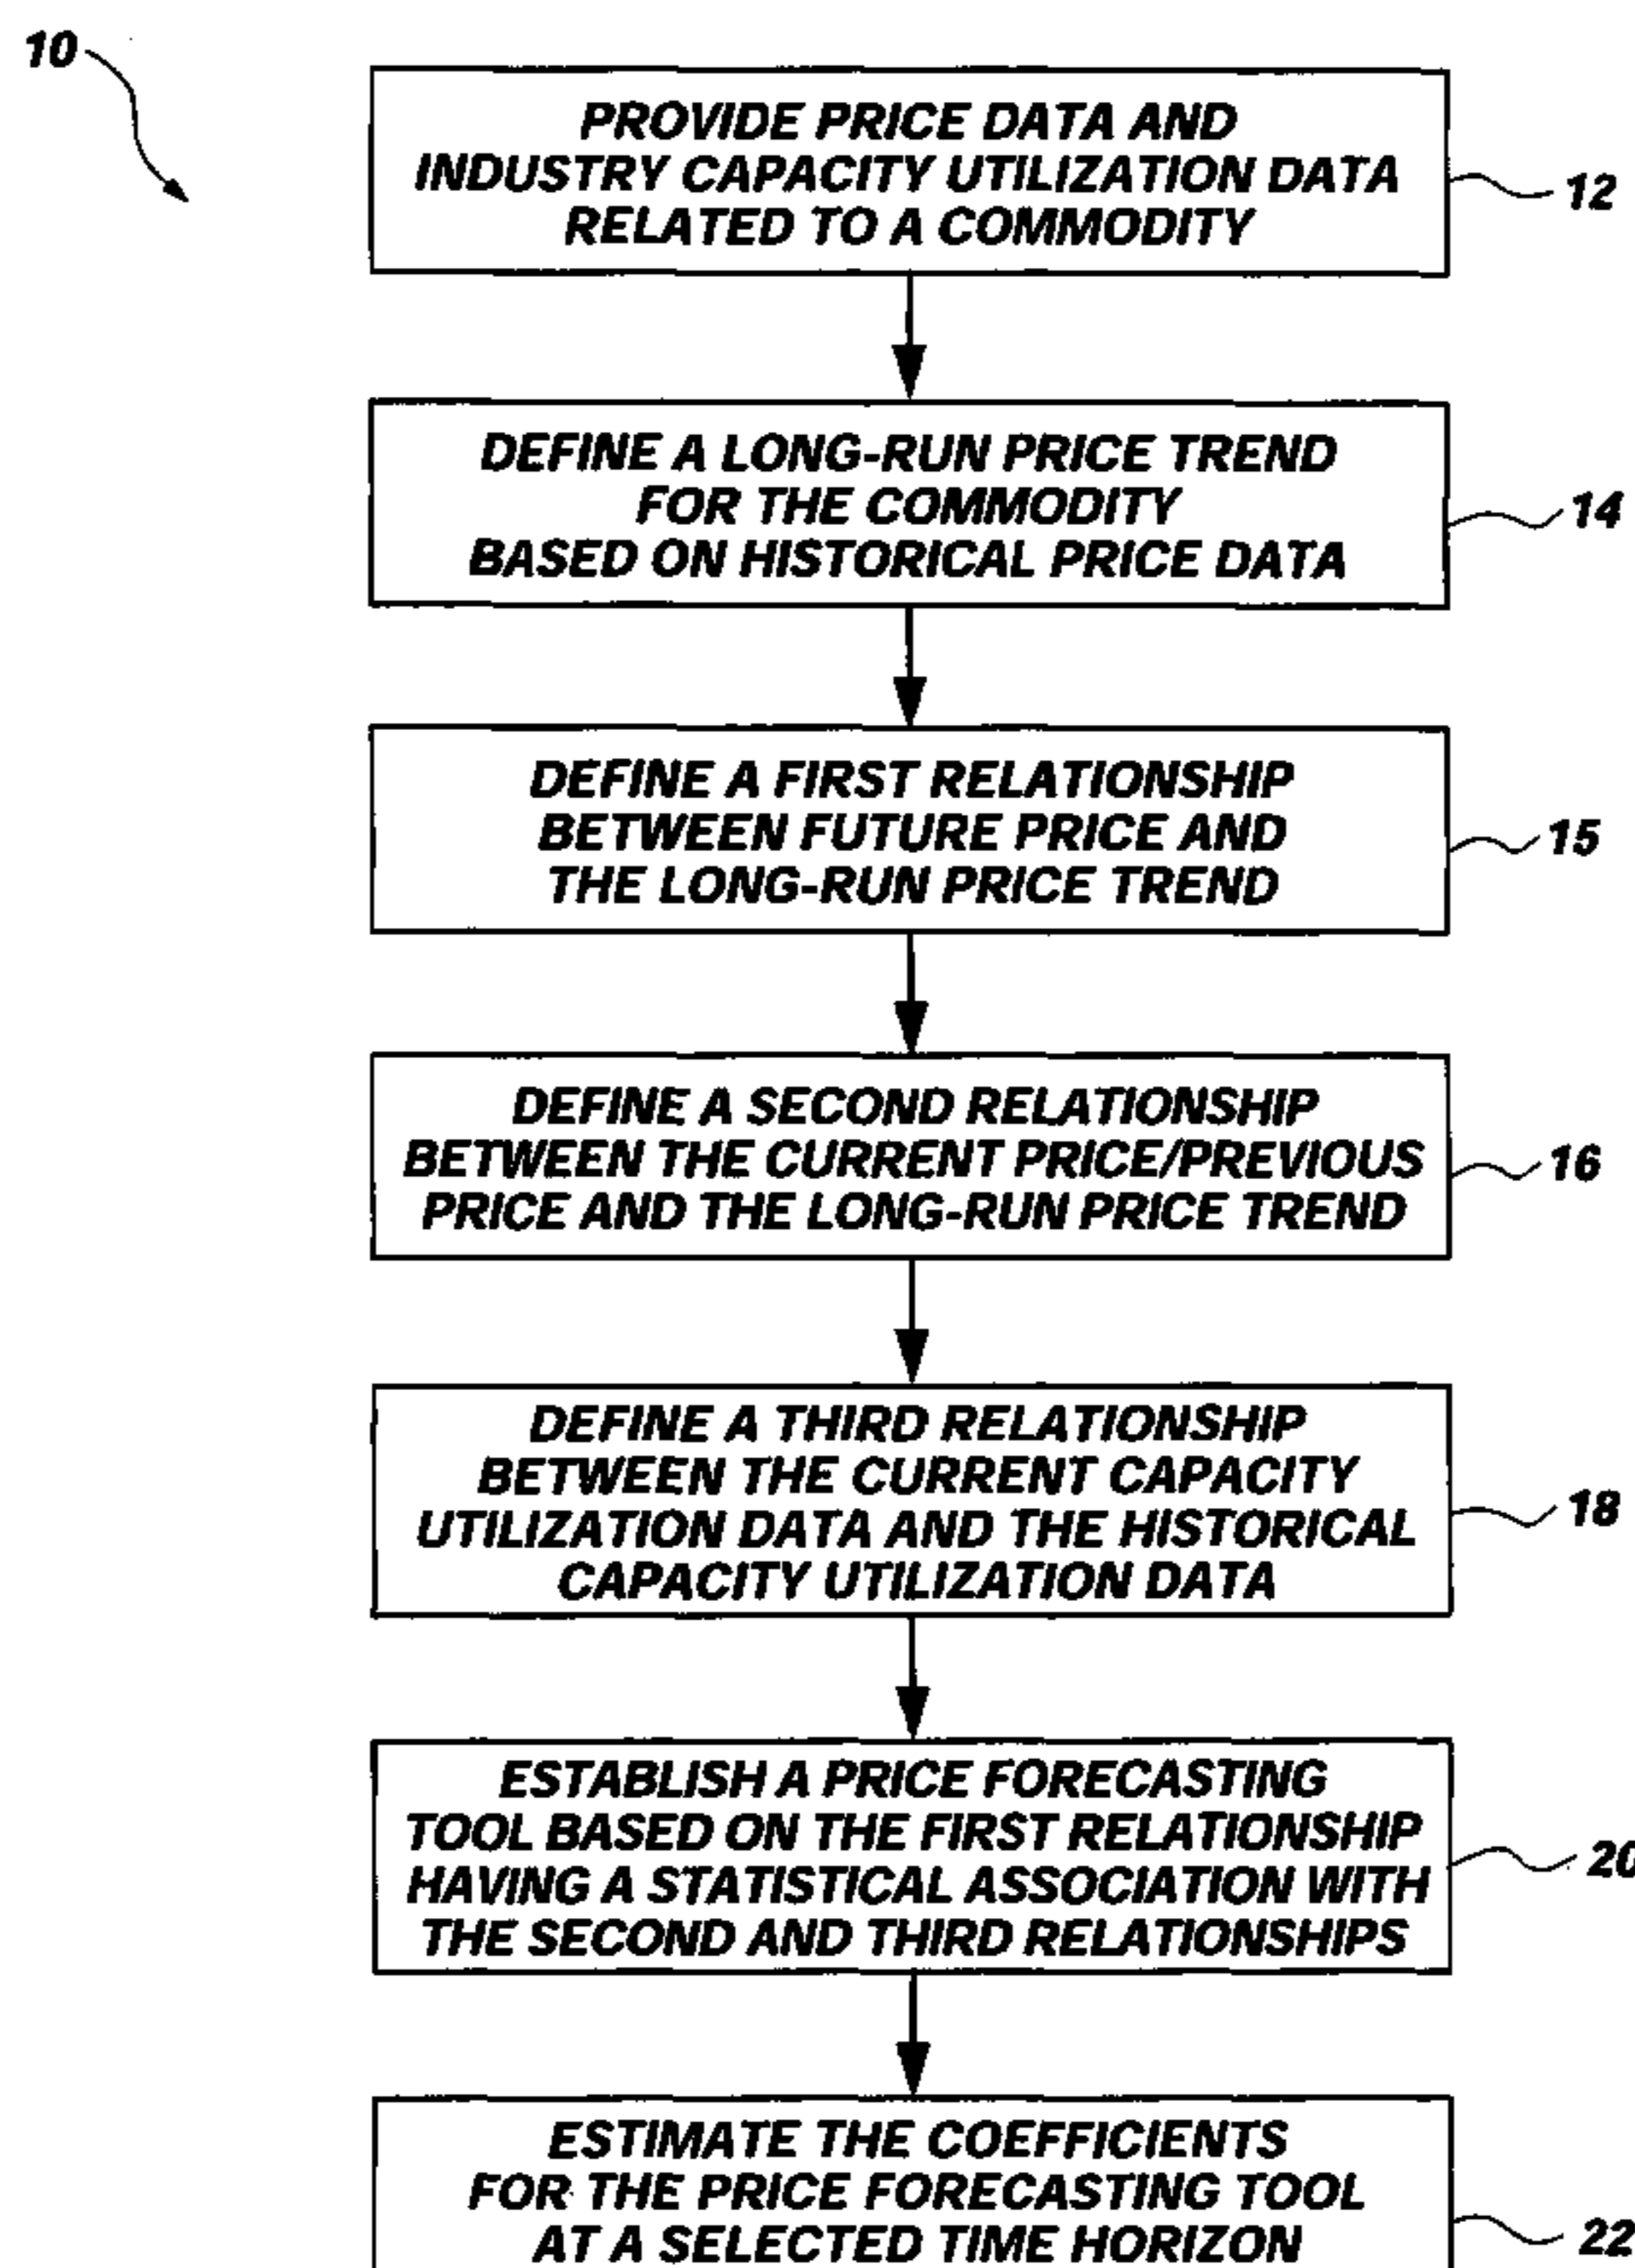 10
PROVIDE PRICE DATA AND
INDUSTRY CAPACITY UTILIZATION DATA
RELATED TO A COMMODITY
12
DEFINE A LONG-RUN PRICE TREND
FOR THE COMMODITY
BASED ON HISTORICAL PRICE DATA
14
DEFINE A FIRST RELATIONSHIP
BETWEEN FUTURE PRICE AND
THE LONG-RUN PRICE TREND
15
DEFINE A SECOND RELATIONSHIP
BETWEEN THE CURRENT PRICE/PREVIOUS
PRICE AND THE LONG-RUN PRICE TREND
16
DEFINE A THIRD RELATIONSHIP
BETWEEN THE CURRENT CAPACITY
UTILIZATION DATA AND THE HISTORICAL
CAPACITY UTILIZATION DATA
18
ESTABLISH A PRICE FORECASTING
TOOL BASED ON THE FIRST RELATIONSHIP
HAVING A STATISTICAL ASSOCIATION WITH
THE SECOND AND THIRD RELATIONSHIPS
20
ESTIMATE THE COEFFICIENTS
FOR THE PRICE FORECASTING TOOL
AT A SELECTED TIME HORIZON
22